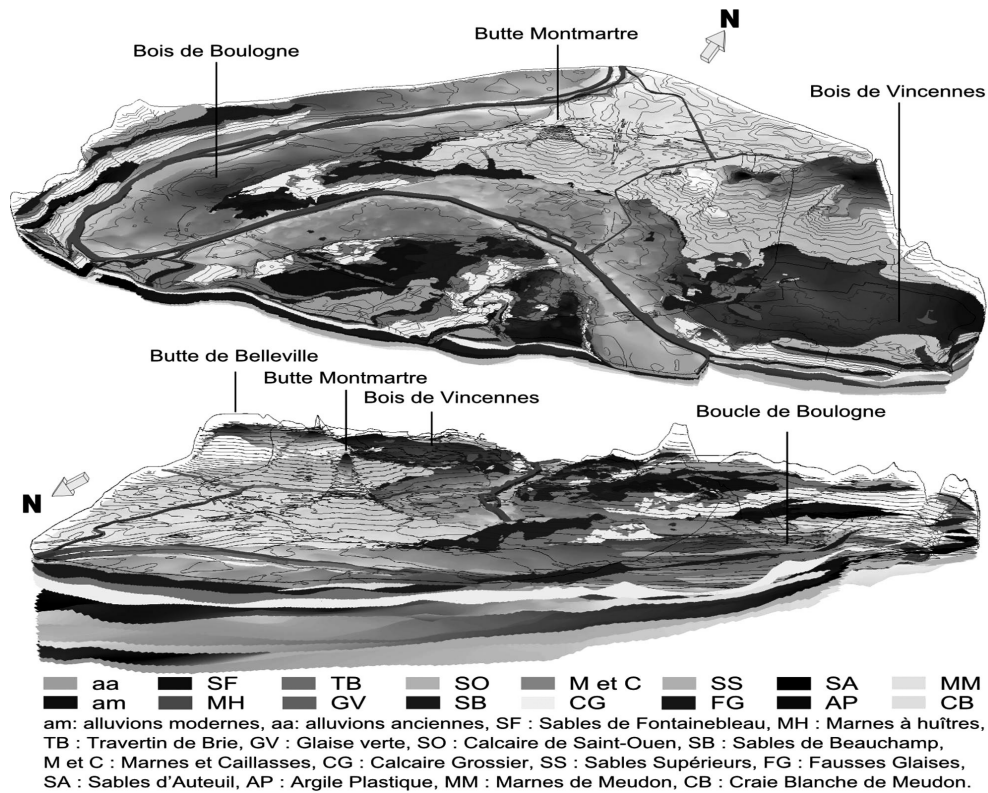 N
Butte Montmartre
Bois de Boulogne
Bois de Vincennes
Butte de Belleville
Butte Montmartre
Bois de Vincennes
Boucle de Boulogne
N
aa SF TB SO M et C SS SA MM
am MH GV SB CG FG AP CB
am: alluvions modernes, aa: alluvions anciennes, SF : Sables de Fontainebleau, MH : Marnes à huîtres,
TB : Travertin de Brie, GV : Glaise verte, SO : Calcaire de Saint-Ouen, SB : Sables de Beauchamp,
M et C : Marnes et Caillasses, CG : Calcaire Grossier, SS : Sables Supérieurs, FG : Fausses Glaises,
SA : Sables d'Auteuil, AP : Argile Plastique, MM : Marnes de Meudon, CB : Craie Blanche de Meudon.